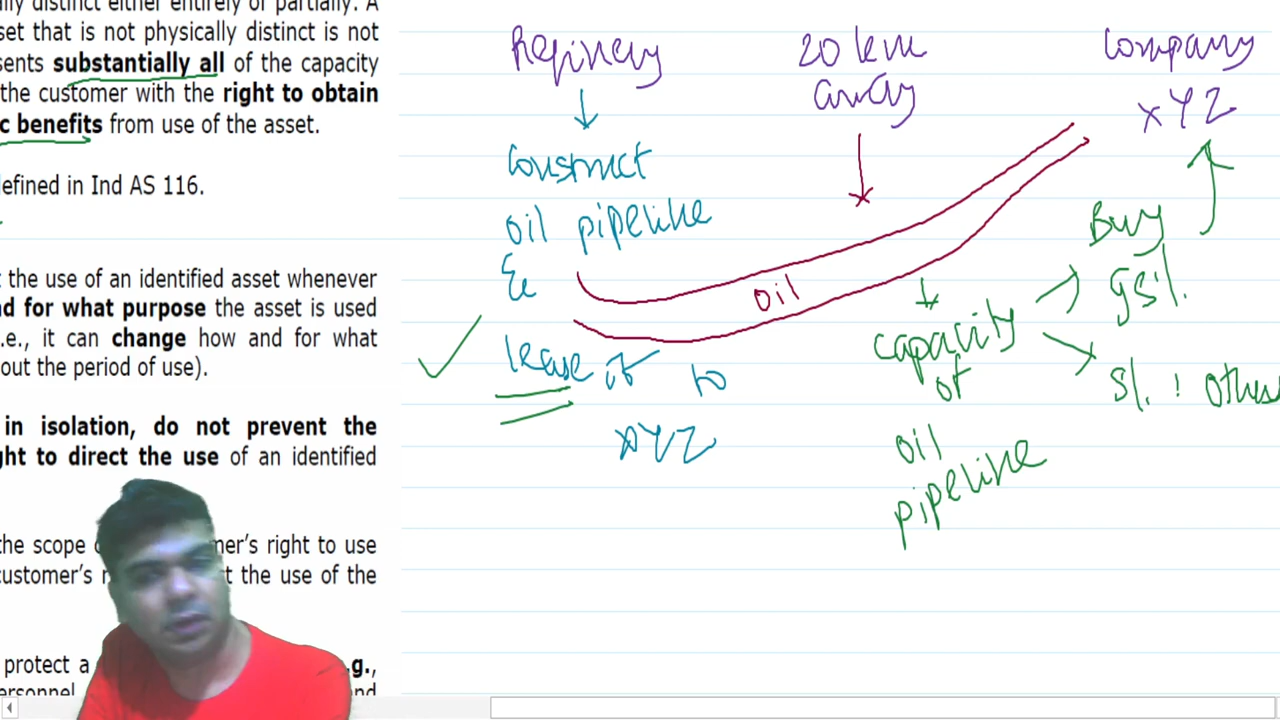 ally distinct either entirely or partially. A
set that is not physically distinct is not
sents substantially all of the capacity
the customer with the right to obtain
c benefits from use of the asset.
defined in Ind AS 116.
t the use of an identified asset whenever
nd for what purpose the asset is used
i.e., it can change how and for what
out the period of use).
in isolation, do not prevent the
ght to direct the use of an identified
the scope mer's right to use
customer's t the use of the
protect a .g.,
personnel and
Refinery
Construct
oil pipeline
&
lease it to
XYZ
20 km
away
oil
capacity
of
oil
pipeline
Company
XYZ
Buy
95%.
5%. : Others